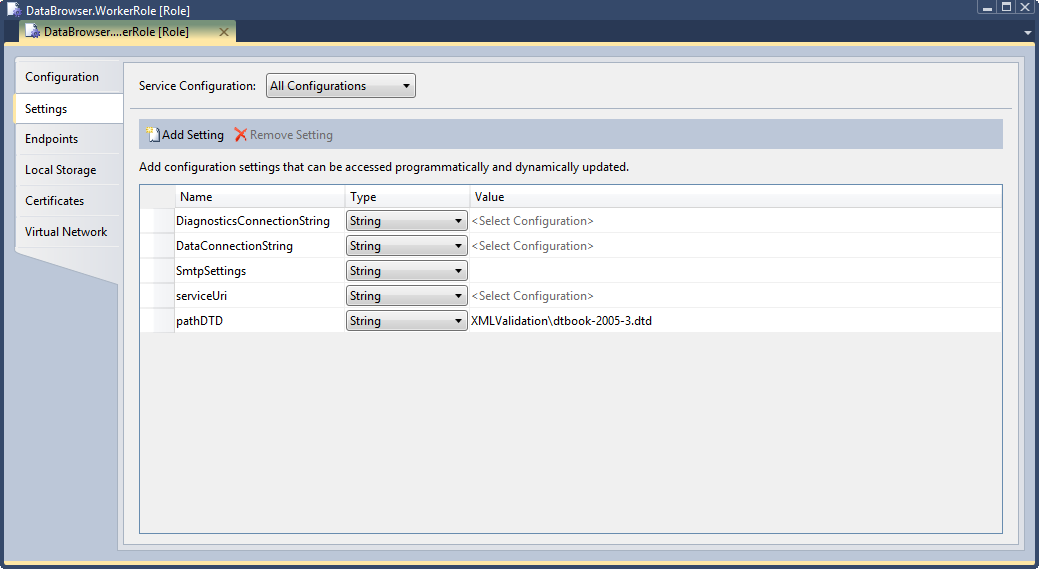 DataBrowser.WorkerRole [Role]
DataBrowser....erRole [Role]
Configuration
Settings
Endpoints
Local Storage
Certificates
Virtual Network
Service Configuration: All Configurations
Add Setting Remove Setting
Add configuration settings that can be accessed programmatically and dynamically updated.
Name Type Value
DiagnosticsConnectionString String <Select Configuration>
DataConnectionString String <Select Configuration>
SmtpSettings String
serviceUri String <Select Configuration>
pathDTD String XMLValidation\dtbook-2005-3.dtd